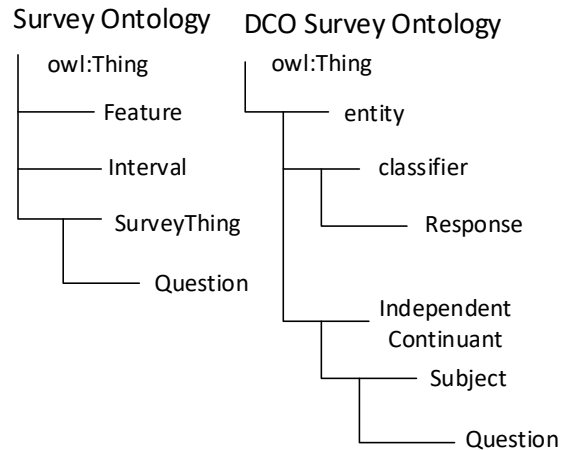 Survey Ontology
owl:Thing
Feature
Interval
SurveyThing
Question
DCO Survey Ontology
owl:Thing
entity
classifier
Response
Independent
Continuant
Subject
Question